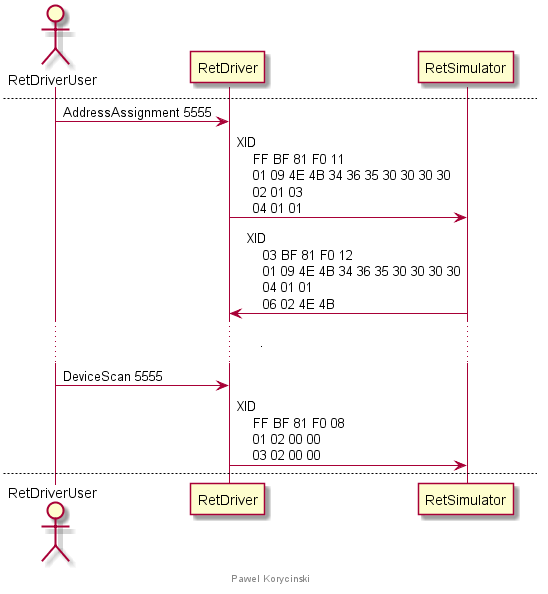 RetDriverUser
RetDriver
RetSimulator
AddressAssignment 5555
XID
FF BF 81 F0 11
01 09 4E 4B 34 36 35 30 30 30 30
02 01 03
04 01 01
XID
03 BF 81 F0 12
01 09 4E 4B 34 36 35 30 30 30 30
04 01 01
06 02 4E 4B
.
DeviceScan 5555
XID
FF BF 81 F0 08
01 02 00 00
03 02 00 00
RetDriverUser
RetDriver
RetSimulator
Pawel Korycinski